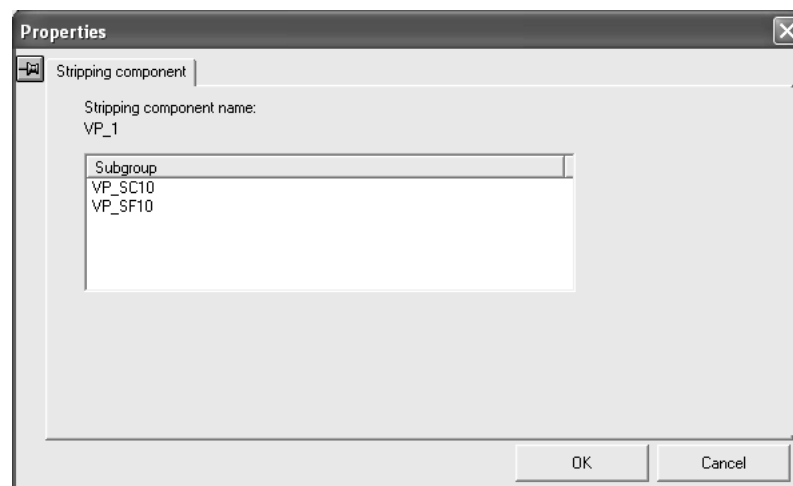 Properties
Stripping component
Stripping component name:
VP_1
Subgroup
VP_SC10
VP_SF10
OK
Cancel